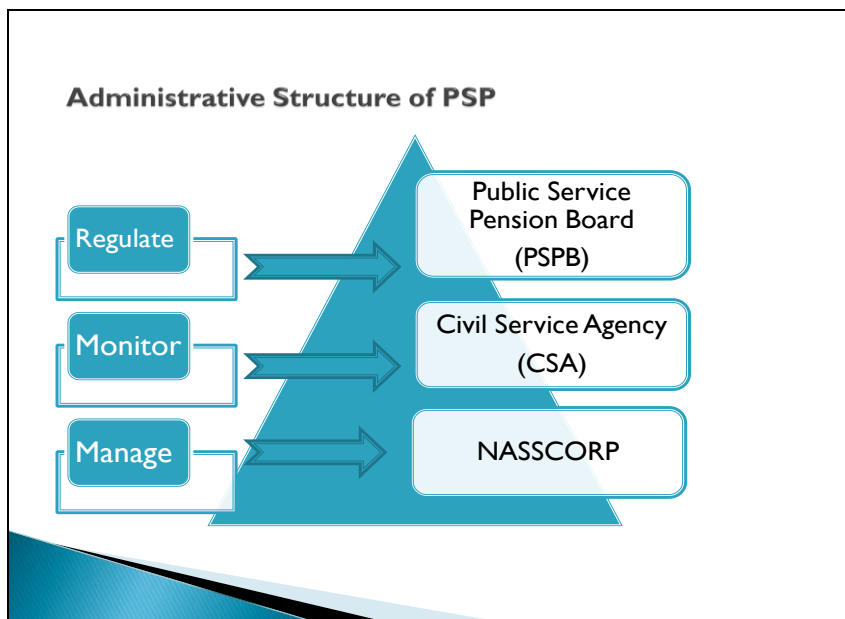 Administrative Structure of PSP
Regulate
Public Service
Pension Board
(PSPB)
Monitor
Civil Service Agency
(CSA)
Manage
NASSCORP